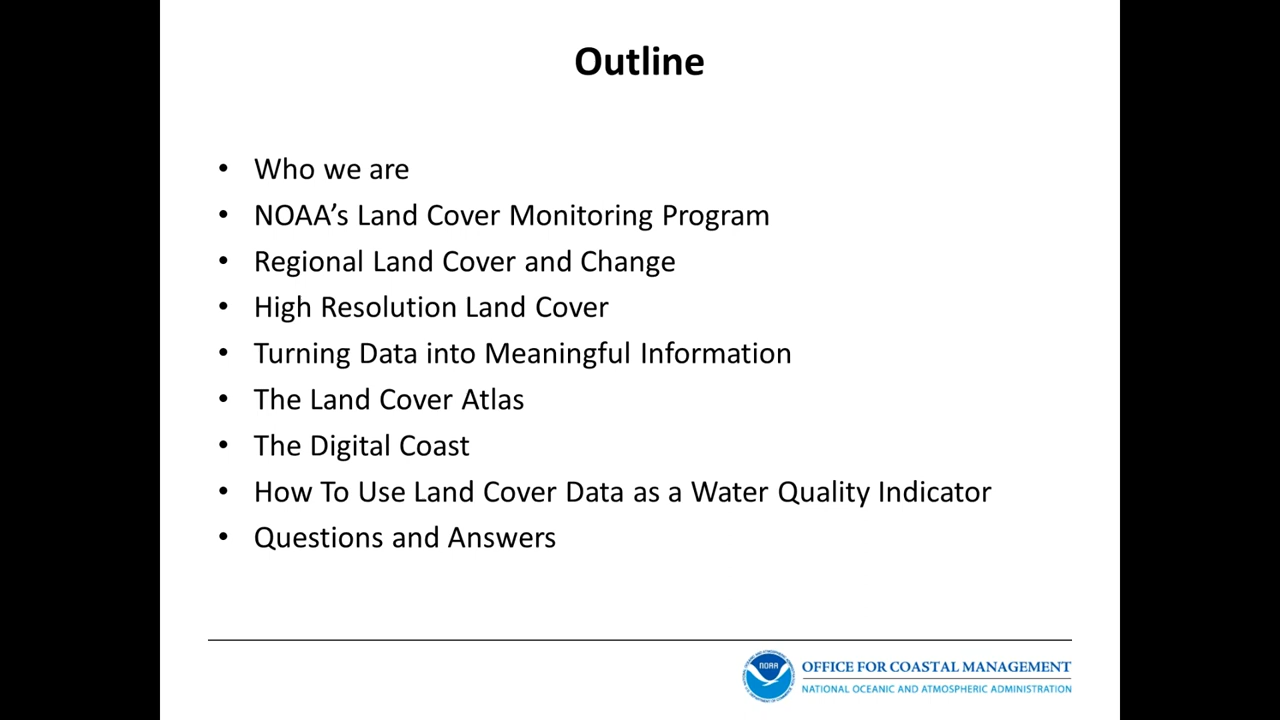 Outline
• Who we are
• NOAA’s Land Cover Monitoring Program
• Regional Land Cover and Change
• High Resolution Land Cover
• Turning Data into Meaningful Information
• The Land Cover Atlas
• The Digital Coast
• How To Use Land Cover Data as a Water Quality Indicator
• Questions and Answers
NOAA
OFFICE FOR COASTAL MANAGEMENT
NATIONAL OCEANIC AND ATMOSPHERIC ADMINISTRATION